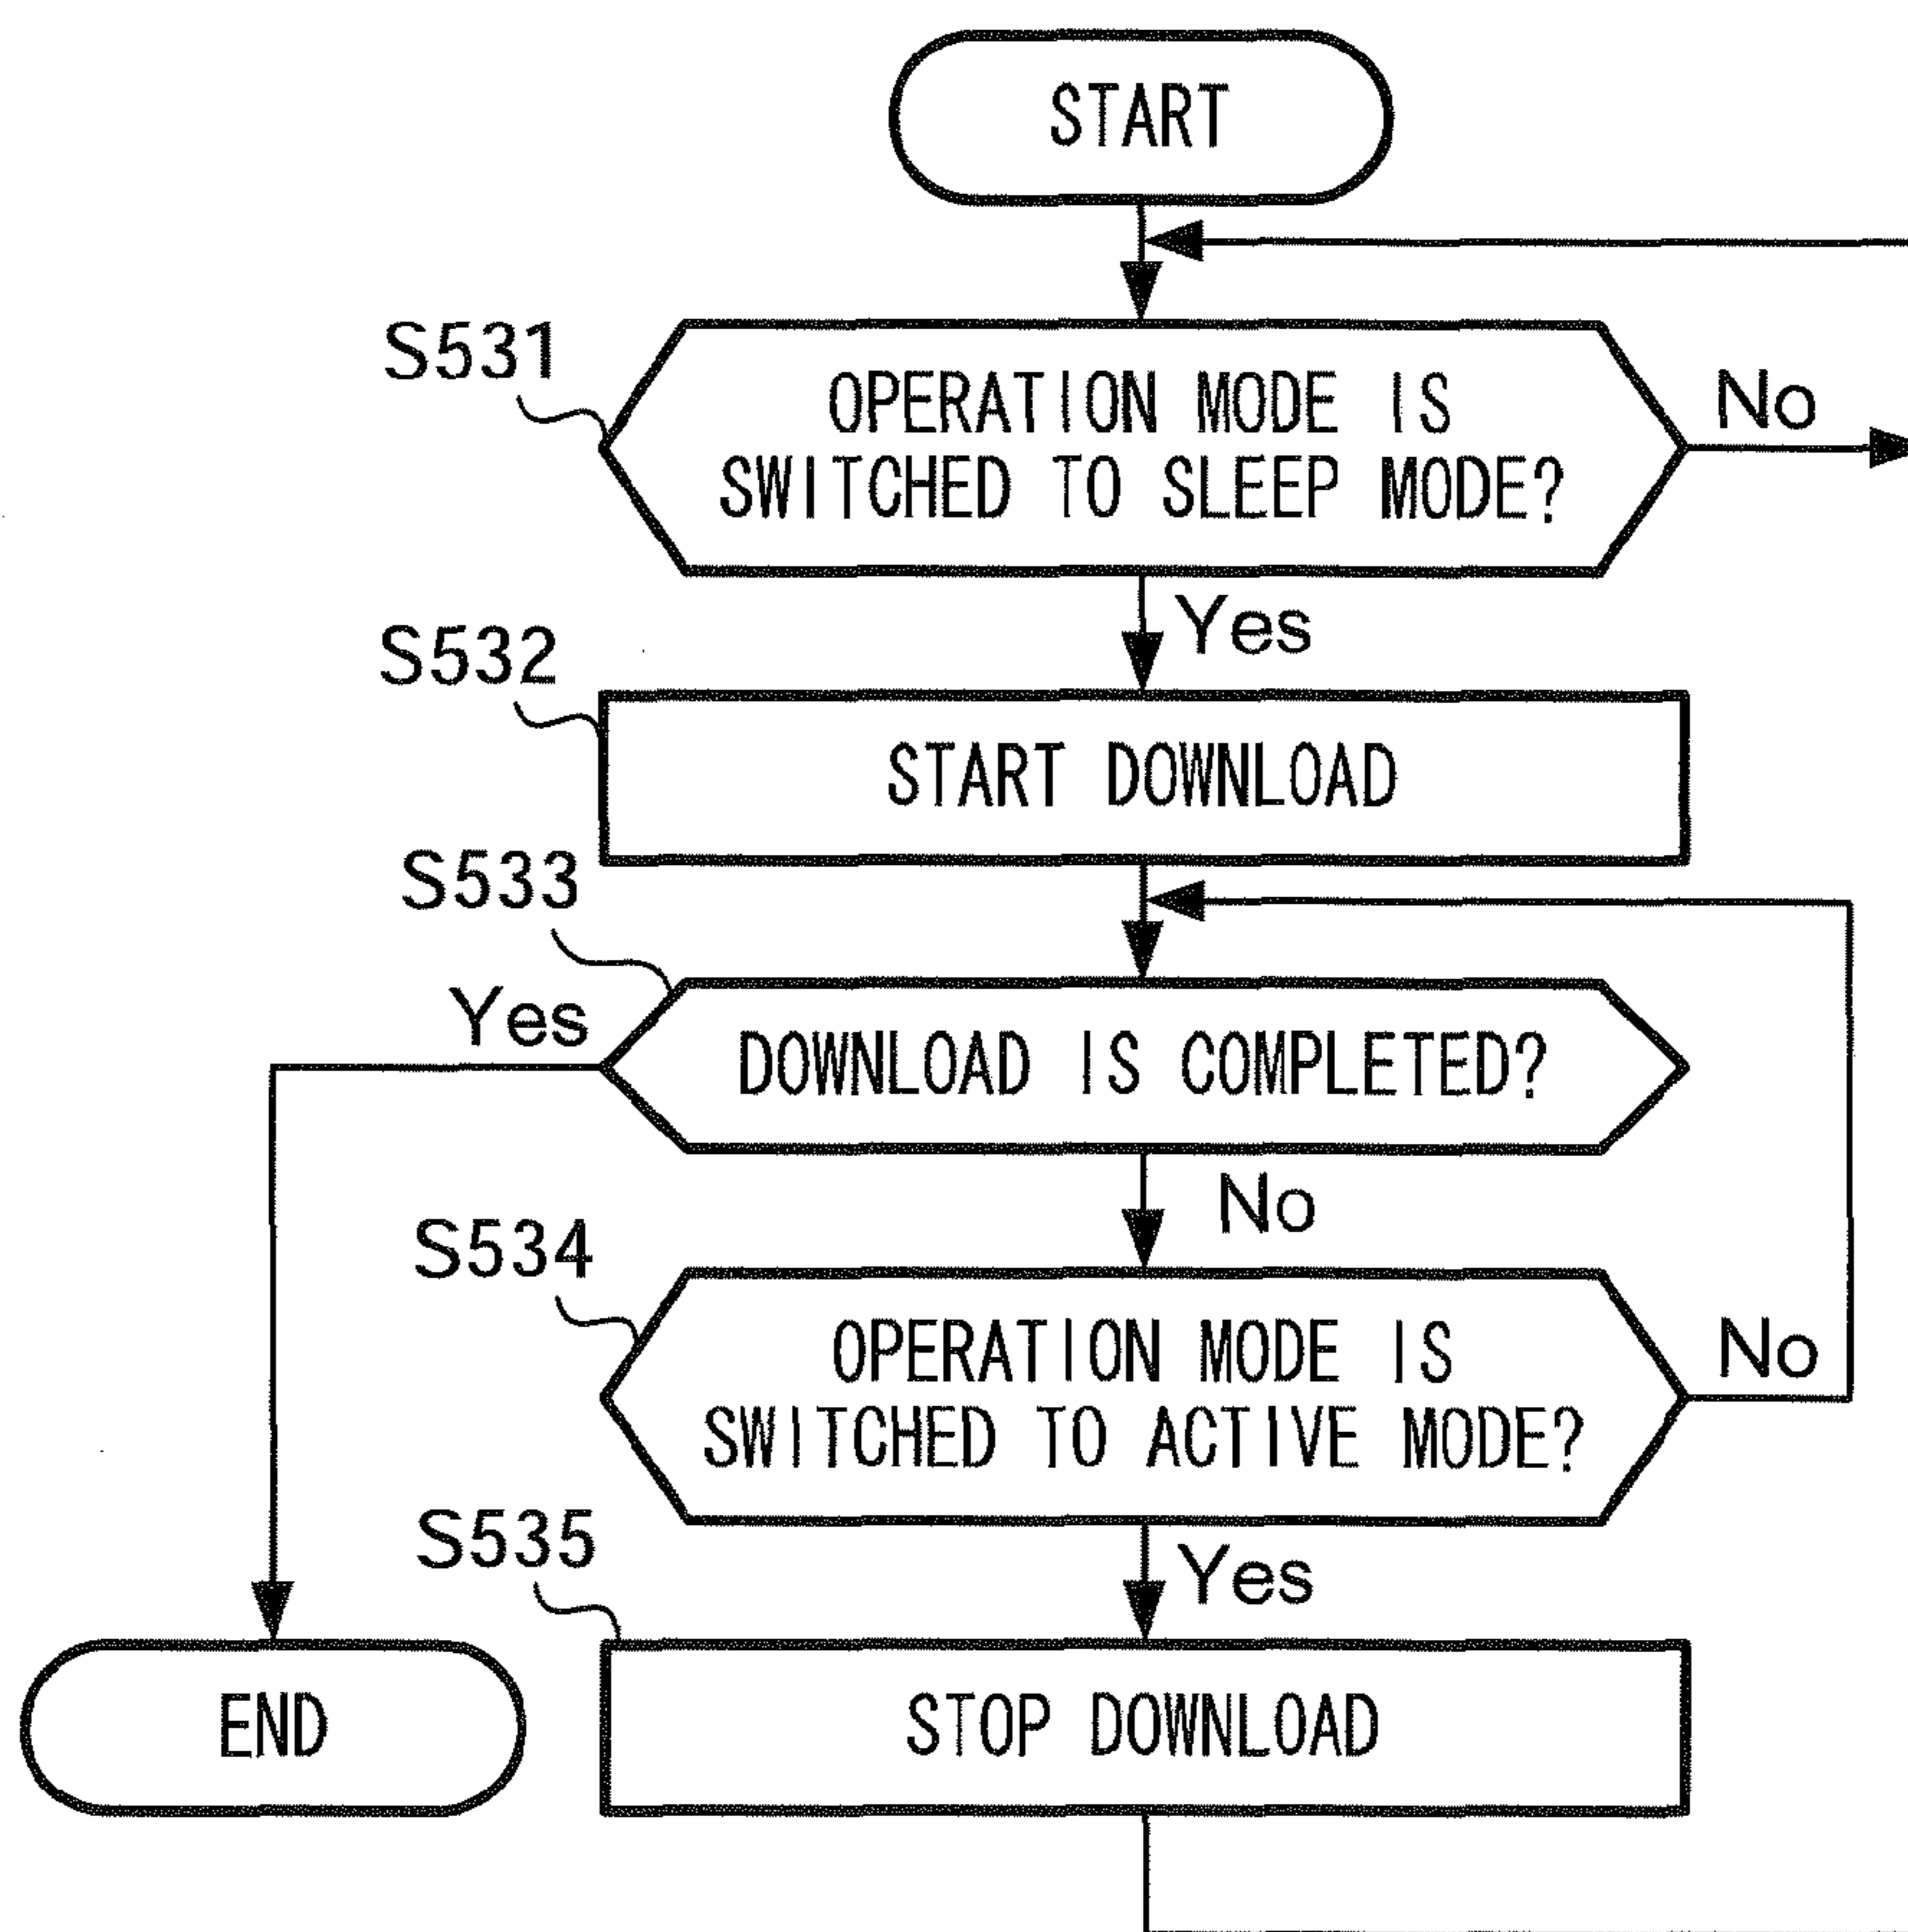 START
S531
OPERATION MODE IS
SWITCHED TO SLEEP MODE?
No
Yes
S532
START DOWNLOAD
S533
Yes
DOWNLOAD IS COMPLETED?
No
S534
OPERATION MODE IS
SWITCHED TO ACTIVE MODE?
No
S535
Yes
END
STOP DOWNLOAD